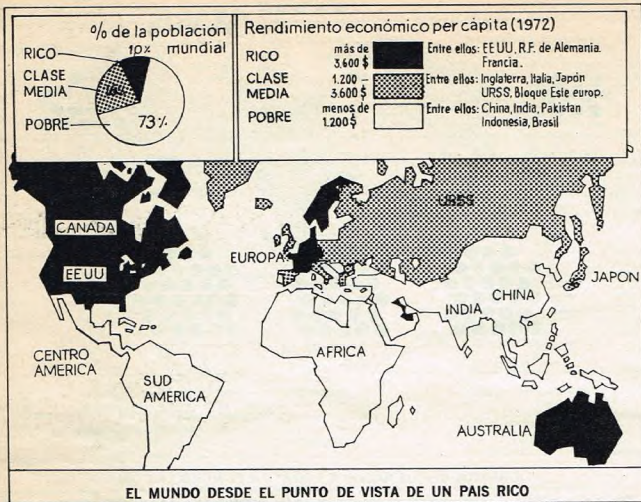 % de la población
mundial
10%
RICO
CLASE
MEDIA
POBRE
73%
Rendimiento económico per cápita (1972)
RICO más de 3.600 $ Entre ellos: EEUU, R.F. de Alemania.
Francia.
CLASE MEDIA 1.200 – 3.600 $ Entre ellos: Inglaterra, Italia, Japón
URSS, Bloque Este europ.
POBRE menos de 1.200 $ Entre ellos: China, India, Pakistan
Indonesia, Brasil
CANADA
URSS
EEUU
EUROPA
JAPON
CHINA
INDIA
CENTRO
AMERICA
AFRICA
SUD
AMERICA
AUSTRALIA
EL MUNDO DESDE EL PUNTO DE VISTA DE UN PAIS RICO